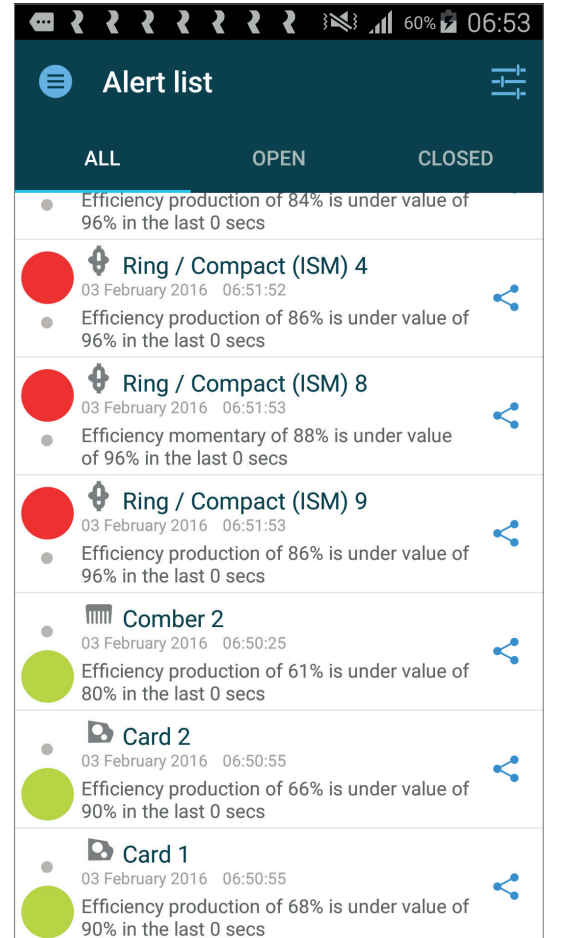 60% 06:53
Alert list
ALL OPEN CLOSED
Efficiency production of 84% is under value of
96% in the last 0 secs
Ring / Compact (ISM) 4
03 February 2016 06:51:52
Efficiency production of 86% is under value of
96% in the last 0 secs
Ring / Compact (ISM) 8
03 February 2016 06:51:53
Efficiency momentary of 88% is under value
of 96% in the last 0 secs
Ring / Compact (ISM) 9
03 February 2016 06:51:53
Efficiency production of 86% is under value of
96% in the last 0 secs
Comber 2
03 February 2016 06:50:25
Efficiency production of 61% is under value of
80% in the last 0 secs
Card 2
03 February 2016 06:50:55
Efficiency production of 66% is under value of
90% in the last 0 secs
Card 1
03 February 2016 06:50:55
Efficiency production of 68% is under value of
90% in the last 0 secs